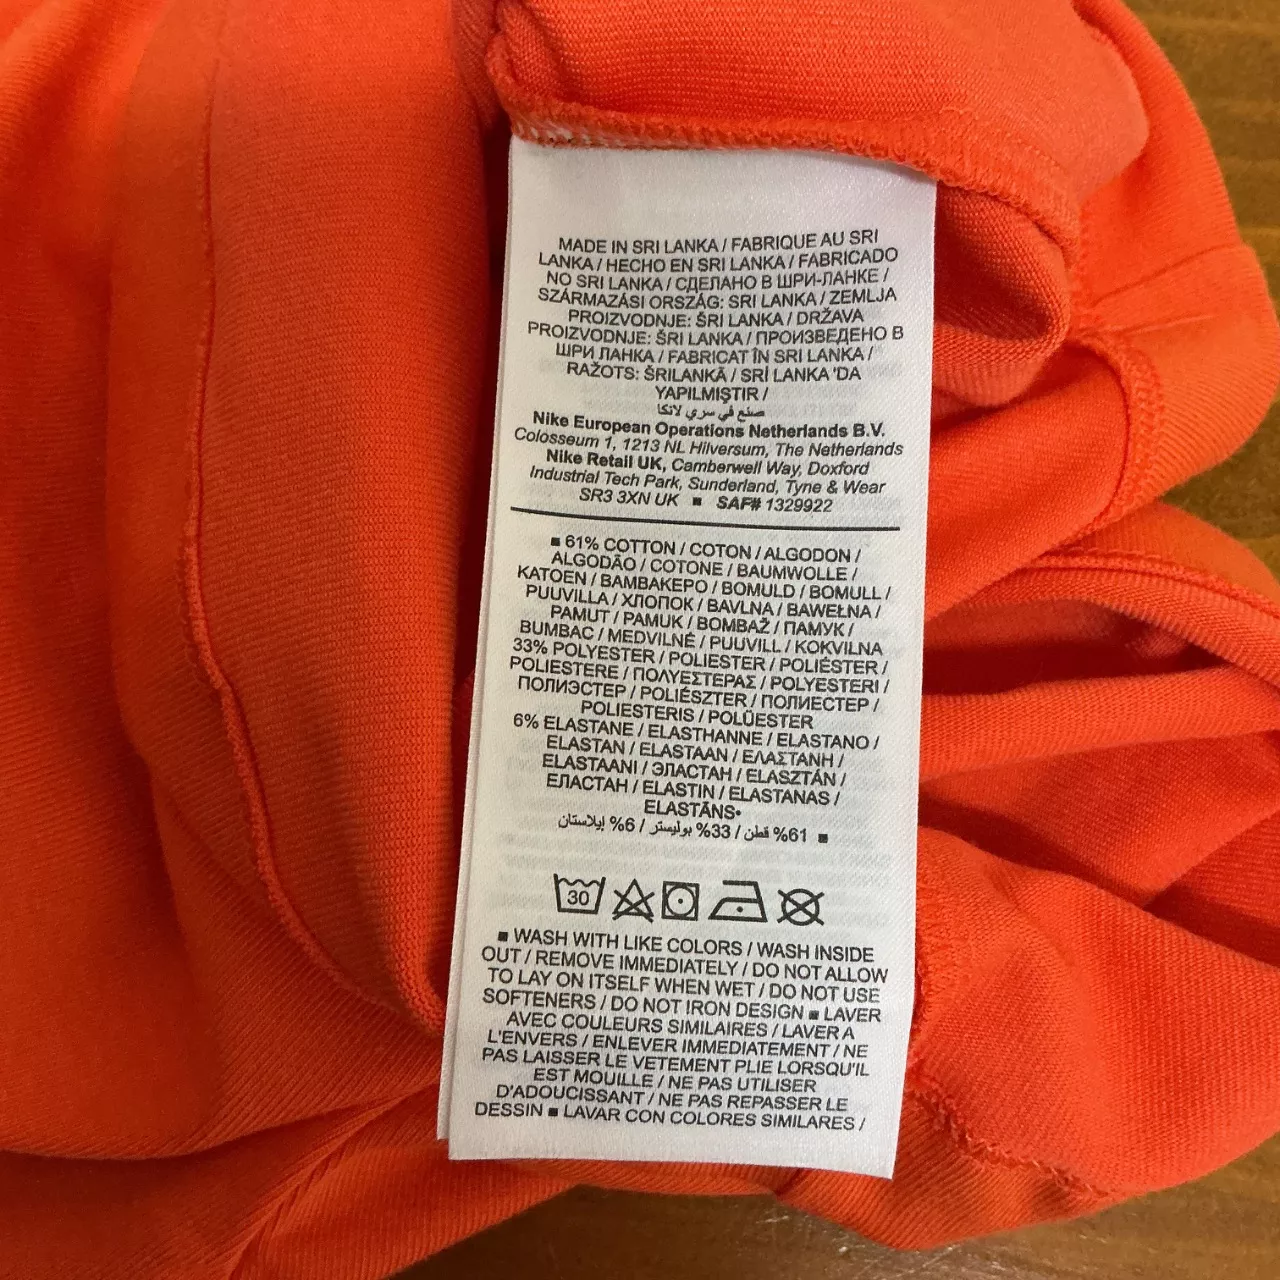 MADE IN SRI LANKA / FABRIQUE AU SRI
LANKA / HECHO EN SRI LANKA / FABRICADO
NO SRI LANKA / СДЕЛАНО В ШРИ-ЛАНКЕ /
SZÁRMAZÁSI ORSZÁG: SRI LANKA / ZEMLJA
PROIZVODNJE: ŠRI LANKA / DRŽAVA
PROIZVODNJE: ŠRI LANKA / ПРОИЗВЕДЕНО В
ШРИ ЛАНКА / FABRICAT ÎN SRI LANKA /
RAŽOTS: ŠRILANKĀ / SRİ LANKA 'DA
YAPILMIŞTIR /
صنع في سري لانكا
Nike European Operations Netherlands B.V.
Colosseum 1, 1213 NL Hilversum, The Netherlands
Nike Retail UK, Camberwell Way, Doxford
Industrial Tech Park, Sunderland, Tyne & Wear
SR3 3XN UK ■ SAF# 1329922
■ 61% COTTON / COTON / ALGODON /
ALGODÃO / COTONE / BAUMWOLLE /
KATOEN / ΒΑΜΒΑΚΕΡΟ / BOMULD / BOMULL /
PUUVILLA / ХЛОПОК / BAVLNA / BAWEŁNA /
PAMUT / PAMUK / BOMBAŽ / ПАМУК /
BUMBAC / MEDVILNĖ / PUUVILL / KOKVILNA
33% POLYESTER / POLIESTER / POLIÉSTER /
POLIESTERE / ΠΟΛΥΕΣΤΕΡΑΣ / POLYESTERI /
ПОЛИЭСТЕР / POLIÉSZTER / ПОЛИЕСТЕР /
POLIESTERIS / POLÜESTER
6% ELASTANE / ELASTHANNE / ELASTANO /
ELASTAN / ELASTAAN / ΕΛΑΣΤΑΝΗ /
ELASTAANI / ЭЛАСТАН / ELASZTÁN /
ЕЛАСТАН / ELASTIN / ELASTANAS /
ELASTĀNS•
■ 61% قطن / 33% بوليستر / 6% إيلاستان
30
■ WASH WITH LIKE COLORS / WASH INSIDE
OUT / REMOVE IMMEDIATELY / DO NOT ALLOW
TO LAY ON ITSELF WHEN WET / DO NOT USE
SOFTENERS / DO NOT IRON DESIGN ■ LAVER
AVEC COULEURS SIMILAIRES / LAVER A
L'ENVERS / ENLEVER IMMEDIATEMENT / NE
PAS LAISSER LE VETEMENT PLIE LORSQU'IL
EST MOUILLE / NE PAS UTILISER
D'ADOUCISSANT / NE PAS REPASSER LE
DESSIN ■ LAVAR CON COLORES SIMILARES /